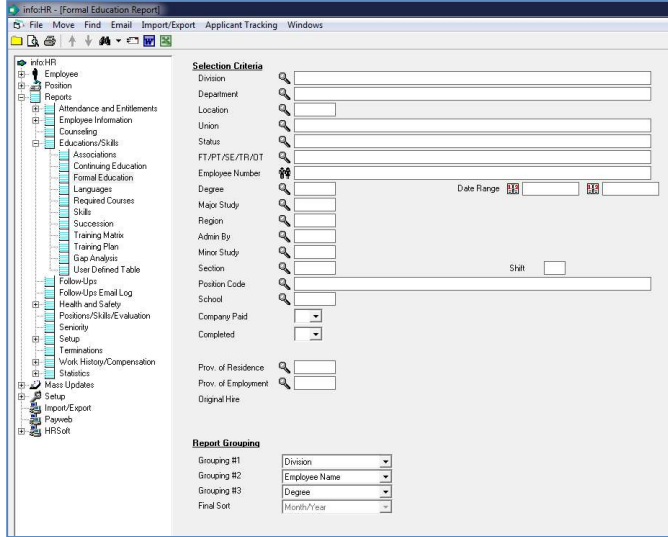 info:HR - [Formal Education Report]
File Move Find Email Import/Export Applicant Tracking Windows
info:HR
Employee
Position
Reports
Attendance and Entitlements
Employee Information
Counseling
Educations/Skills
Associations
Continuing Education
Formal Education
Languages
Required Courses
Skills
Succession
Training Matrix
Training Plan
Gap Analysis
User Defined Table
Follow-Ups
Follow-Ups Email Log
Health and Safety
Positions/Skills/Evaluation
Seniority
Setup
Terminations
Work History/Compensation
Statistics
Mass Updates
Setup
Import/Export
Payweb
HRSoft
Selection Criteria
Division
Department
Location
Union
Status
FT/PT/SE/TR/OT
Employee Number
Degree Date Range
Major Study
Region
Admin By
Minor Study
Section Shift
Position Code
School
Company Paid
Completed
Prov. of Residence
Prov. of Employment
Original Hire
Report Grouping
Grouping #1 Division
Grouping #2 Employee Name
Grouping #3 Degree
Final Sort Month/Year